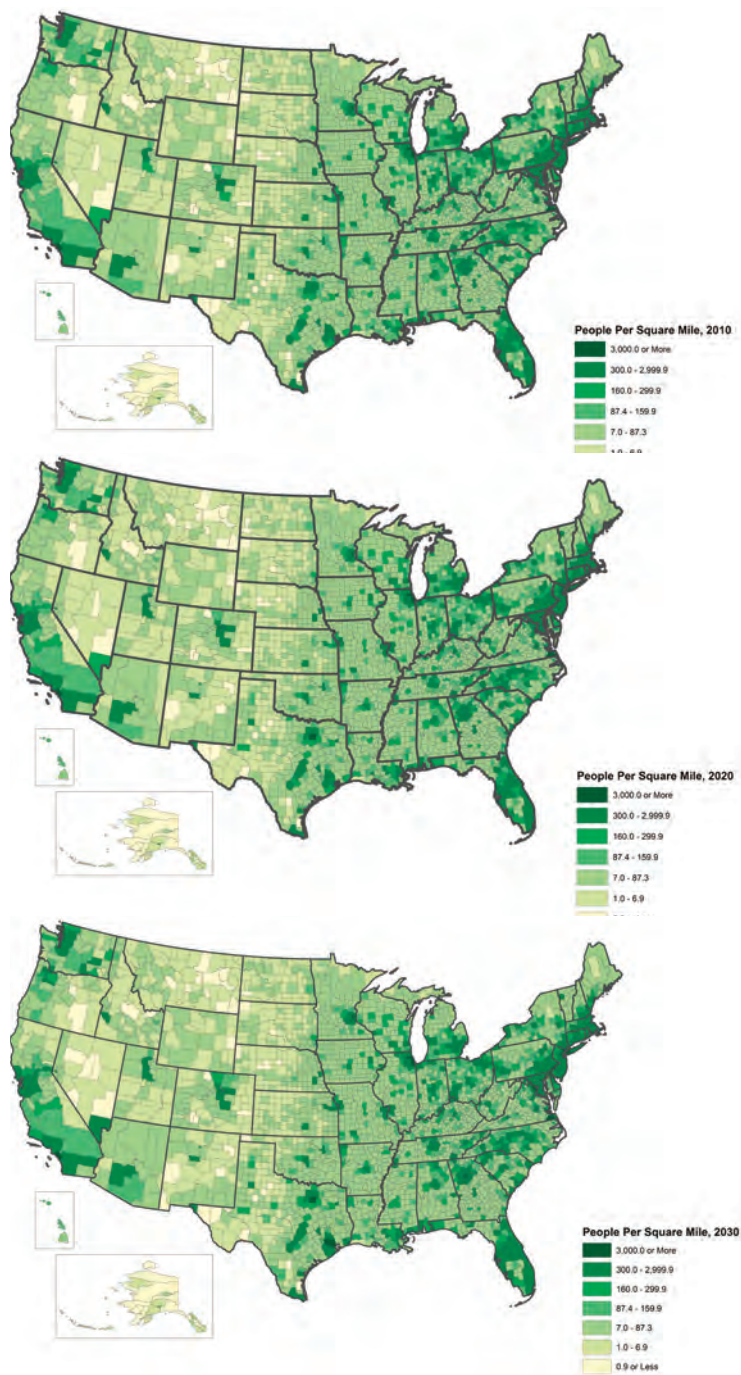 People Per Square Mile, 2010
3,000.0 or More
300.0 - 2,999.9
160.0 - 299.9
87.4 - 159.9
7.0 - 87.3
1.0 - 6.9
People Per Square Mile, 2020
3,000.0 or More
300.0 - 2,999.9
160.0 - 299.9
87.4 - 159.9
7.0 - 87.3
1.0 - 6.9
People Per Square Mile, 2030
3,000.0 or More
300.0 - 2,999.9
160.0 - 299.9
87.4 - 159.9
7.0 - 87.3
1.0 - 6.9
0.9 or Less